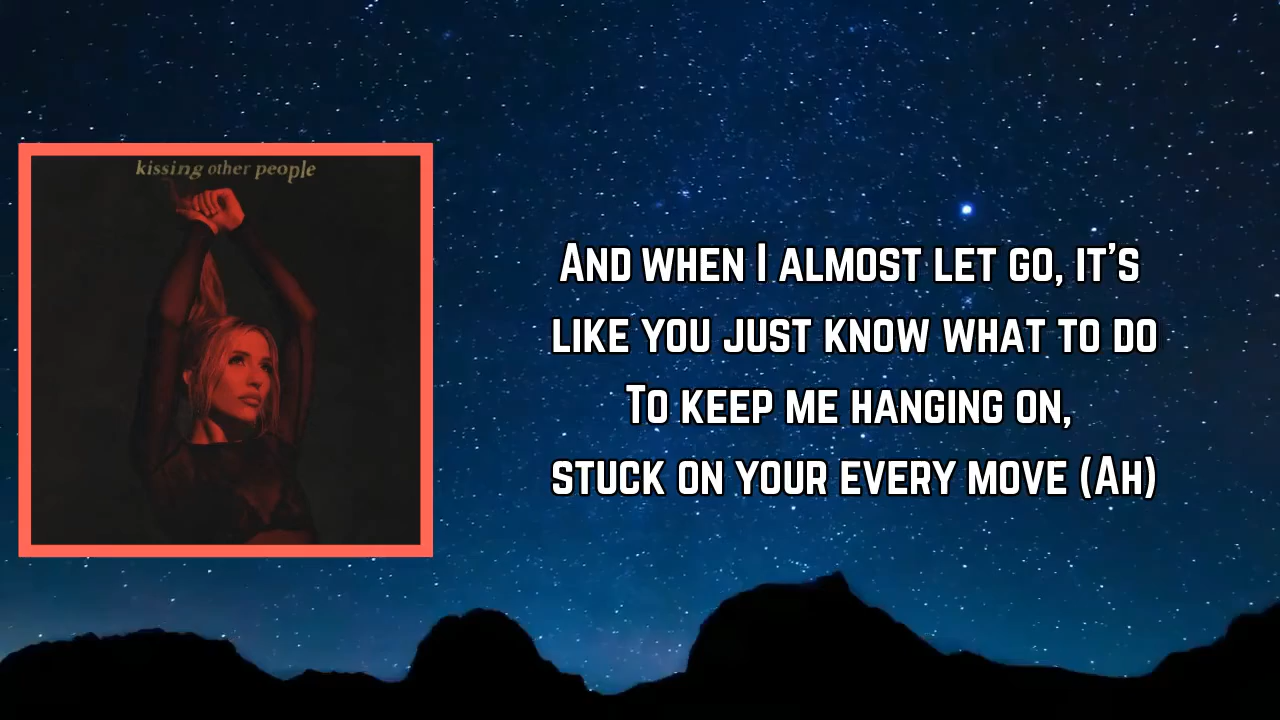 kissing other people
And when I almost let go, it's
like you just know what to do
To keep me hanging on,
stuck on your every move (Ah)